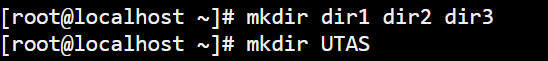 [root@localhost ~]# mkdir dir1 dir2 dir3
[root@localhost ~]# mkdir UTAS